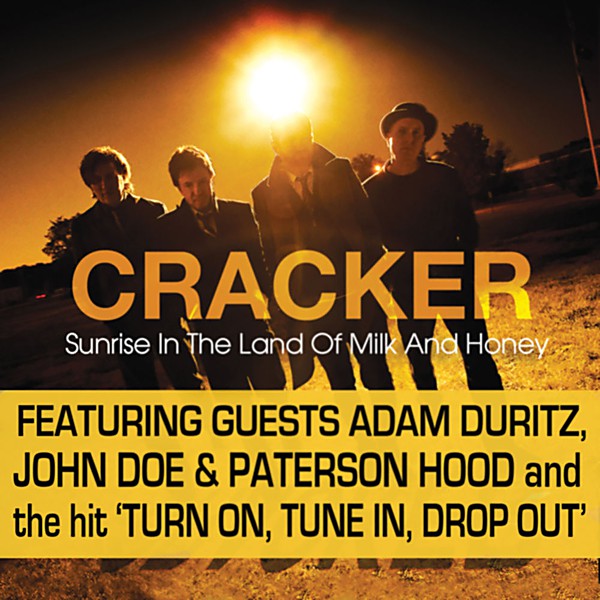 CRACKER
Sunrise In The Land Of Milk And Honey
FEATURING GUESTS ADAM DURITZ,
JOHN DOE & PATERSON HOOD and
the hit ‘TURN ON, TUNE IN, DROP OUT’